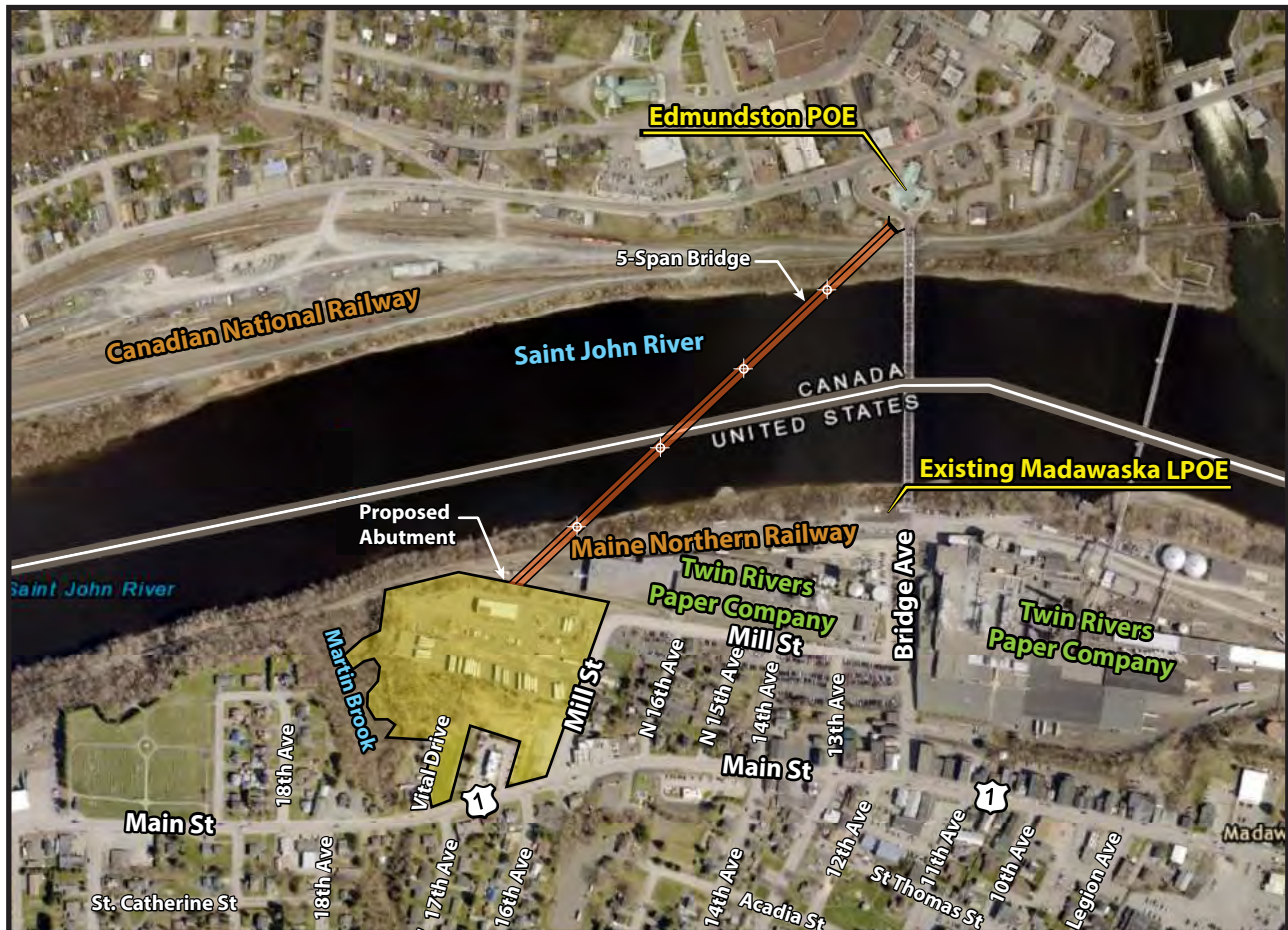 Edmundston POE
5-Span Bridge
Canadian National Railway
Saint John River
CANADA
UNITED STATES
Existing Madawaska LPOE
Proposed
Abutment
Maine Northern Railway
Saint John River
Twin Rivers
Paper Company
Bridge Ave
Twin Rivers
Paper Company
Mill St
Martin Brook
Mill St
N 16th Ave
N 15th Ave
14th Ave
13th Ave
18th Ave
Vital Drive
Main St
1
1
Main St
Madaw
18th Ave
17th Ave
16th Ave
14th Ave
12th Ave
11th Ave
10th Ave
Legion Ave
St Thomas St
Acadia St
St. Catherine St